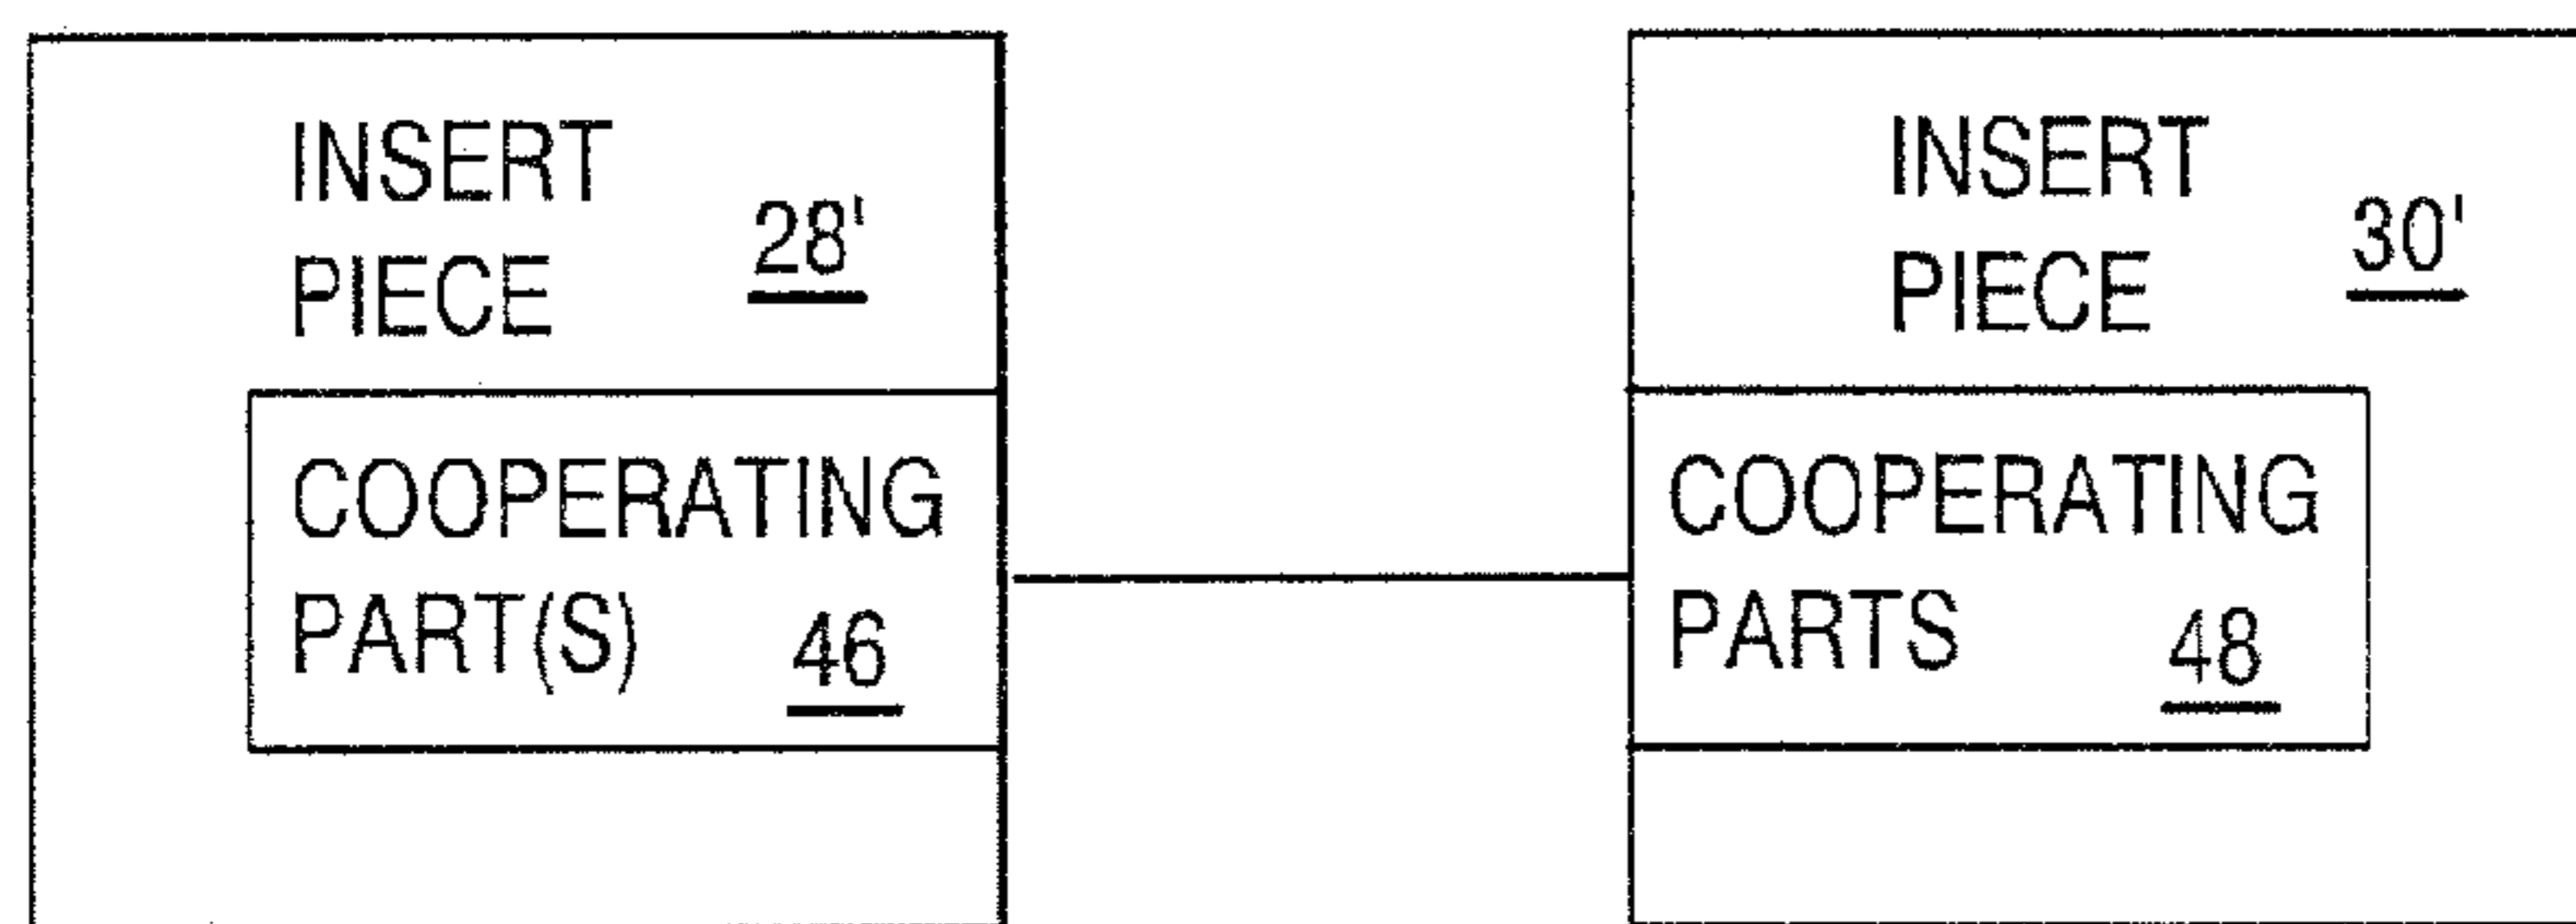 INSERT
PIECE 28'
COOPERATING
PART(S) 46
INSERT
PIECE 30'
COOPERATING
PARTS 48